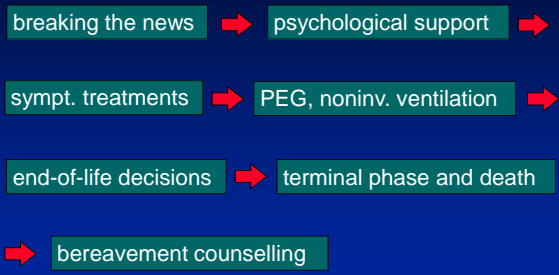 breaking the news psychological support
sympt. treatments PEG, noninv. ventilation
end-of-life decisions terminal phase and death
bereavement counselling